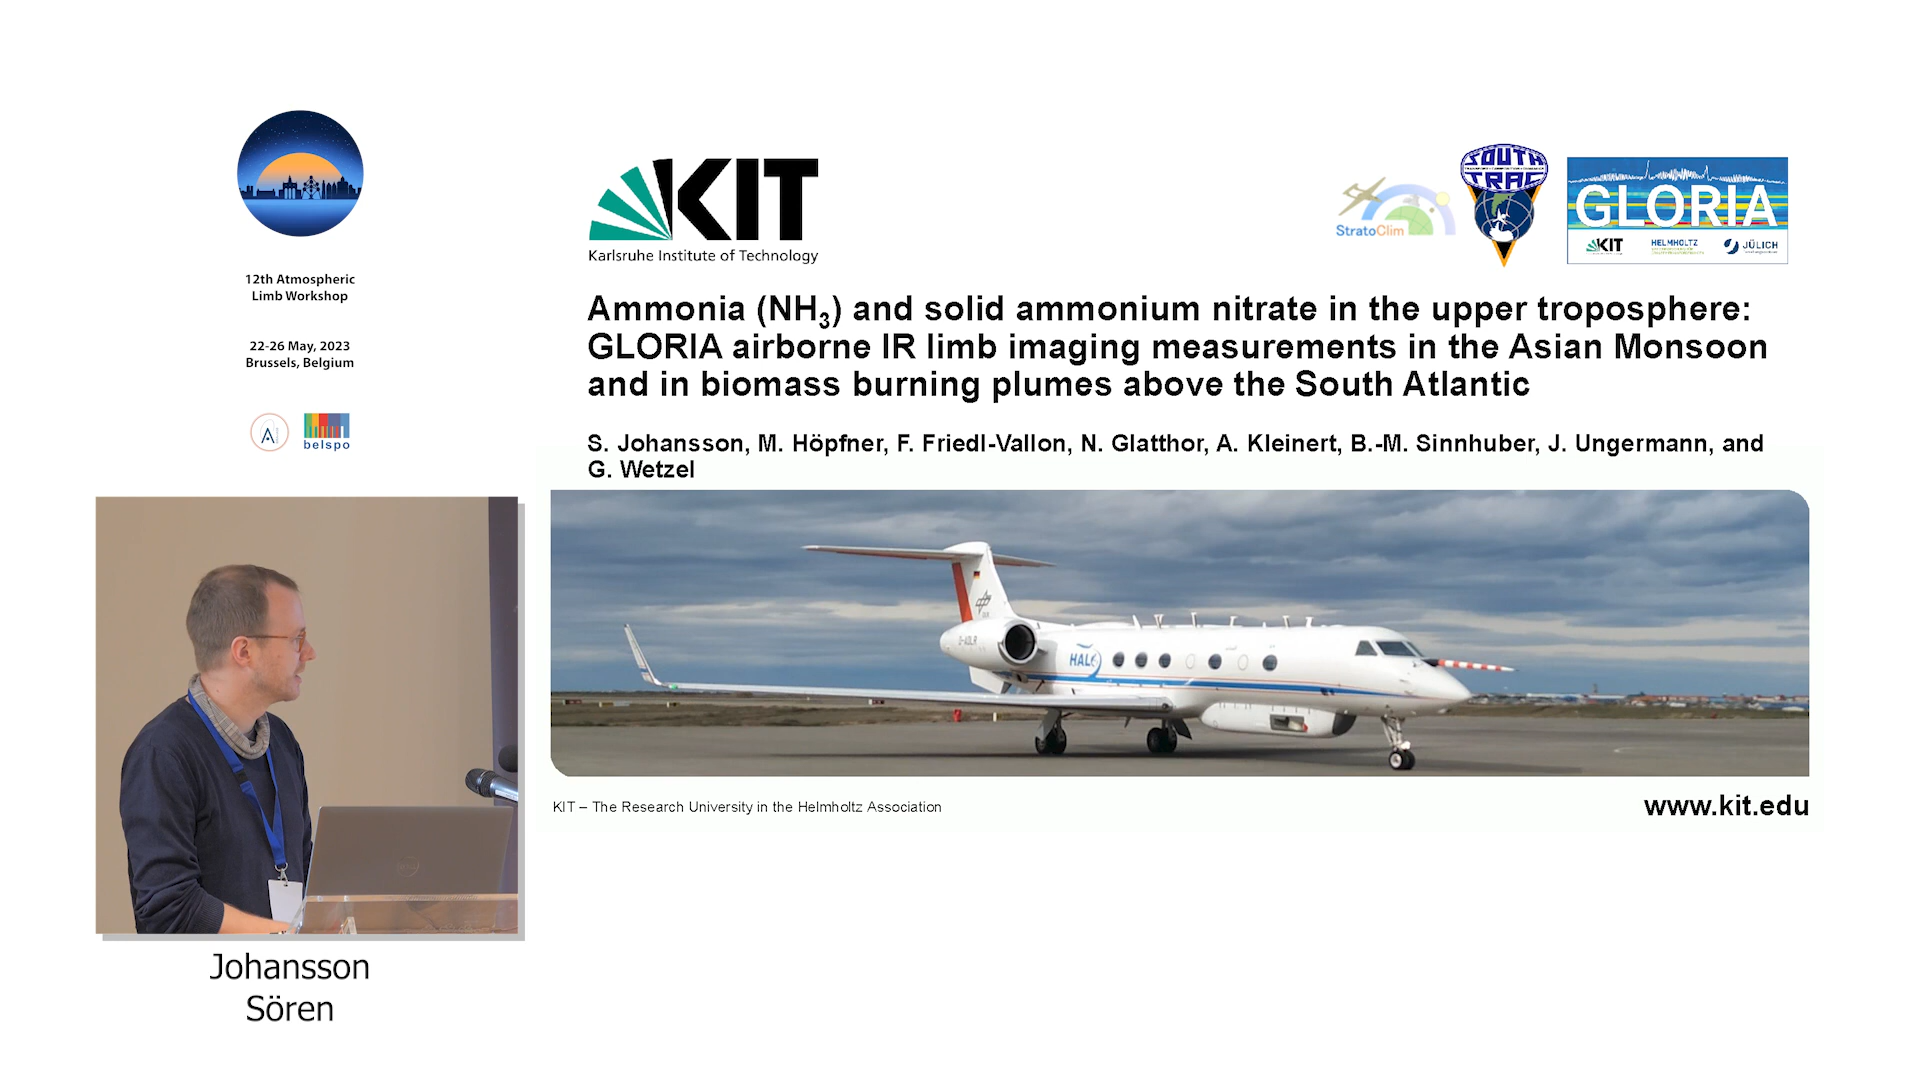 12th Atmospheric
Limb Workshop
22-26 May, 2023
Brussels, Belgium
A
belspo
KIT
Karlsruhe Institute of Technology
StratoClim
SOUTH
TRAC
GLORIA
KIT
HELMHOLTZ
JÜLICH
Ammonia (NH₃) and solid ammonium nitrate in the upper troposphere:
GLORIA airborne IR limb imaging measurements in the Asian Monsoon
and in biomass burning plumes above the South Atlantic
S. Johansson, M. Höpfner, F. Friedl-Vallon, N. Glatthor, A. Kleinert, B.-M. Sinnhuber, J. Ungermann, and
G. Wetzel
HALO
KIT – The Research University in the Helmholtz Association
www.kit.edu
Johansson
Sören